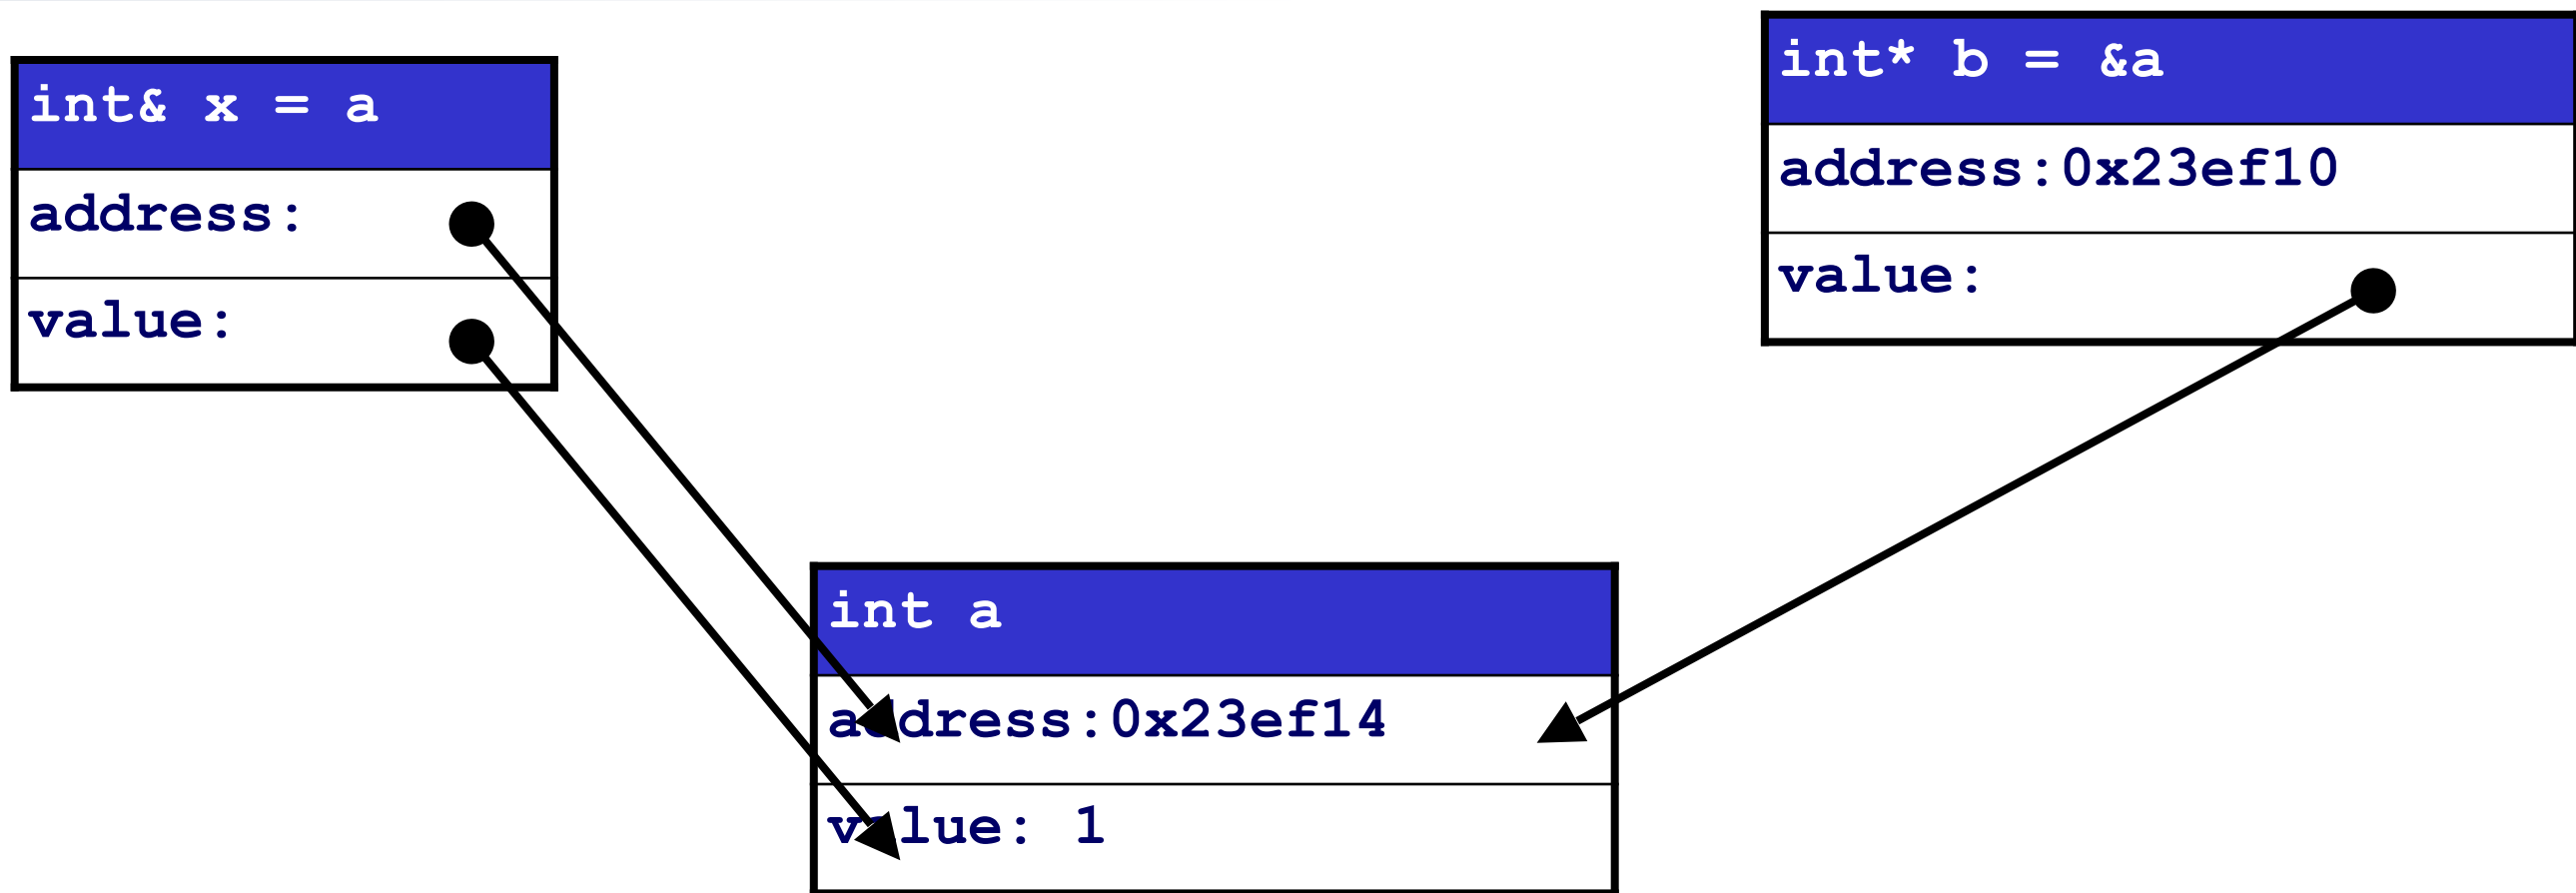 int& x = a
address:
value:
int* b = &a
address:0x23ef10
value:
int a
address:0x23ef14
value: 1